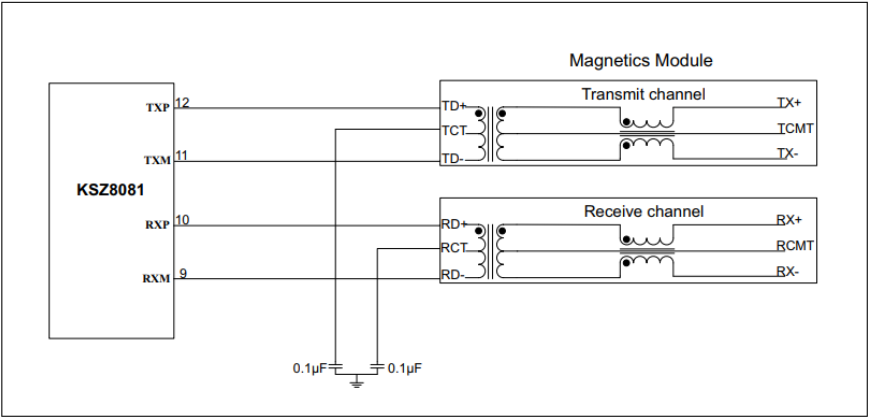 Magnetics Module
Transmit channel
TXP 12 TD+ TX+
TCT TCMT
TXM 11 TD- TX-
KSZ8081
Receive channel
RXP 10 RD+ RX+
RCT RCMT
RXM 9 RD- RX-
0.1µF 0.1µF